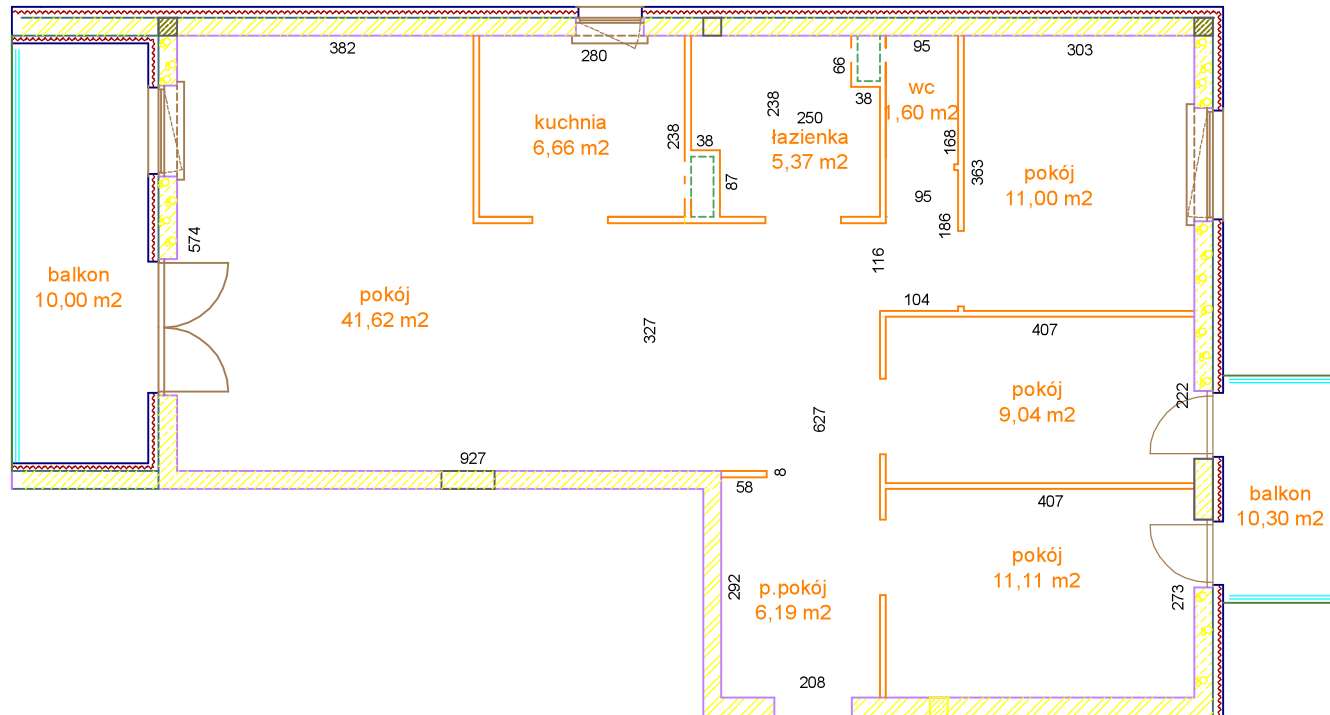 382
280
95
303
66
wc
1,60 m2
38
238
250
kuchnia
6,66 m2
238
38
łazienka
5,37 m2
168
363
87
pokój
11,00 m2
95
186
574
116
balkon
10,00 m2
pokój
41,62 m2
104
327
407
pokój
9,04 m2
222
627
927
8
58
407
balkon
10,30 m2
pokój
11,11 m2
292
p.pokój
6,19 m2
273
208